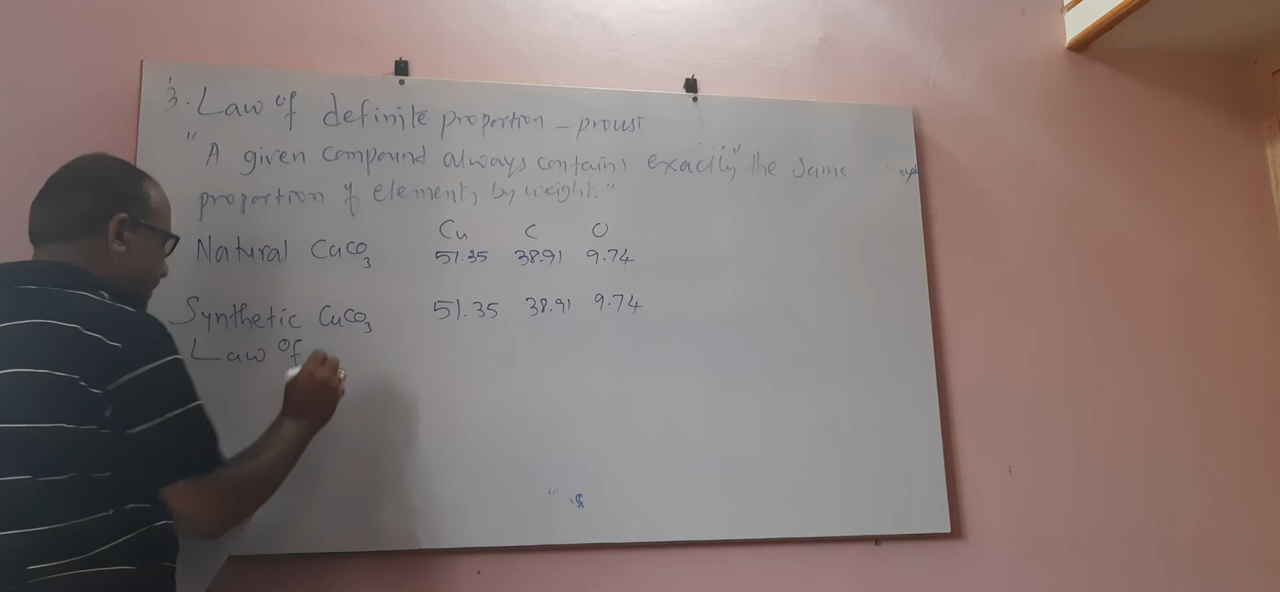 3. Law of definite proportion - proust
"A given compound always contains exactly the same
proportion of elements by weight."
Cu C O
Natural CuCO3 51.35 38.91 9.74
Synthetic CuCO3 51.35 38.91 9.74
Law of